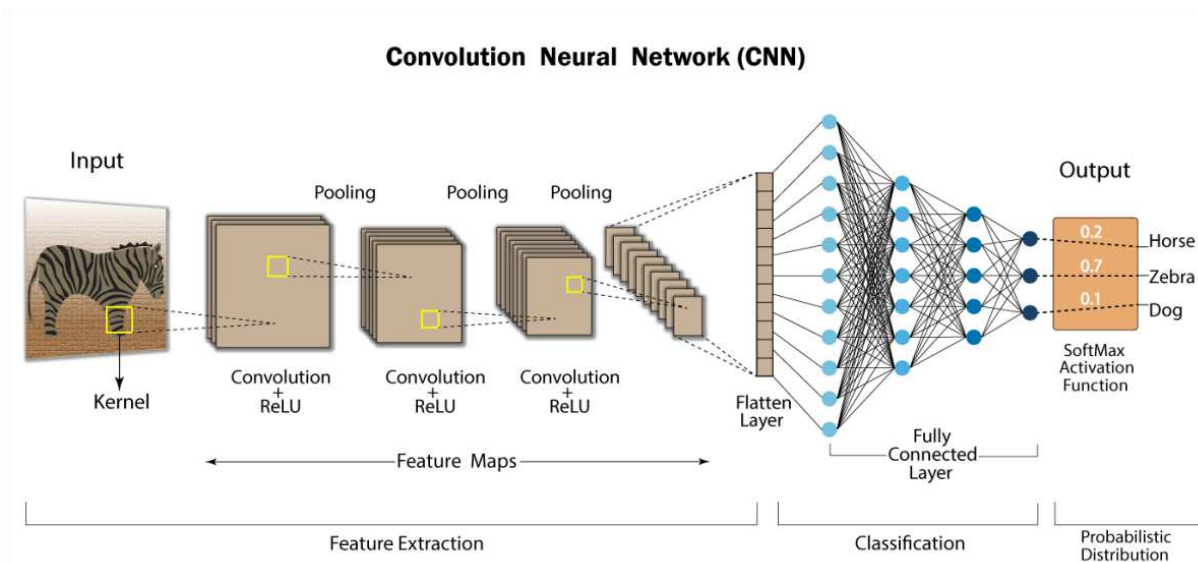 Convolution Neural Network (CNN)
Input
Kernel
Pooling
Pooling
Pooling
Convolution
+
ReLU
Convolution
+
ReLU
Convolution
+
ReLU
Feature Maps
Flatten
Layer
Fully
Connected
Layer
Output
0.2
Horse
0.7
Zebra
0.1
Dog
SoftMax
Activation
Function
Feature Extraction
Classification
Probabilistic
Distribution